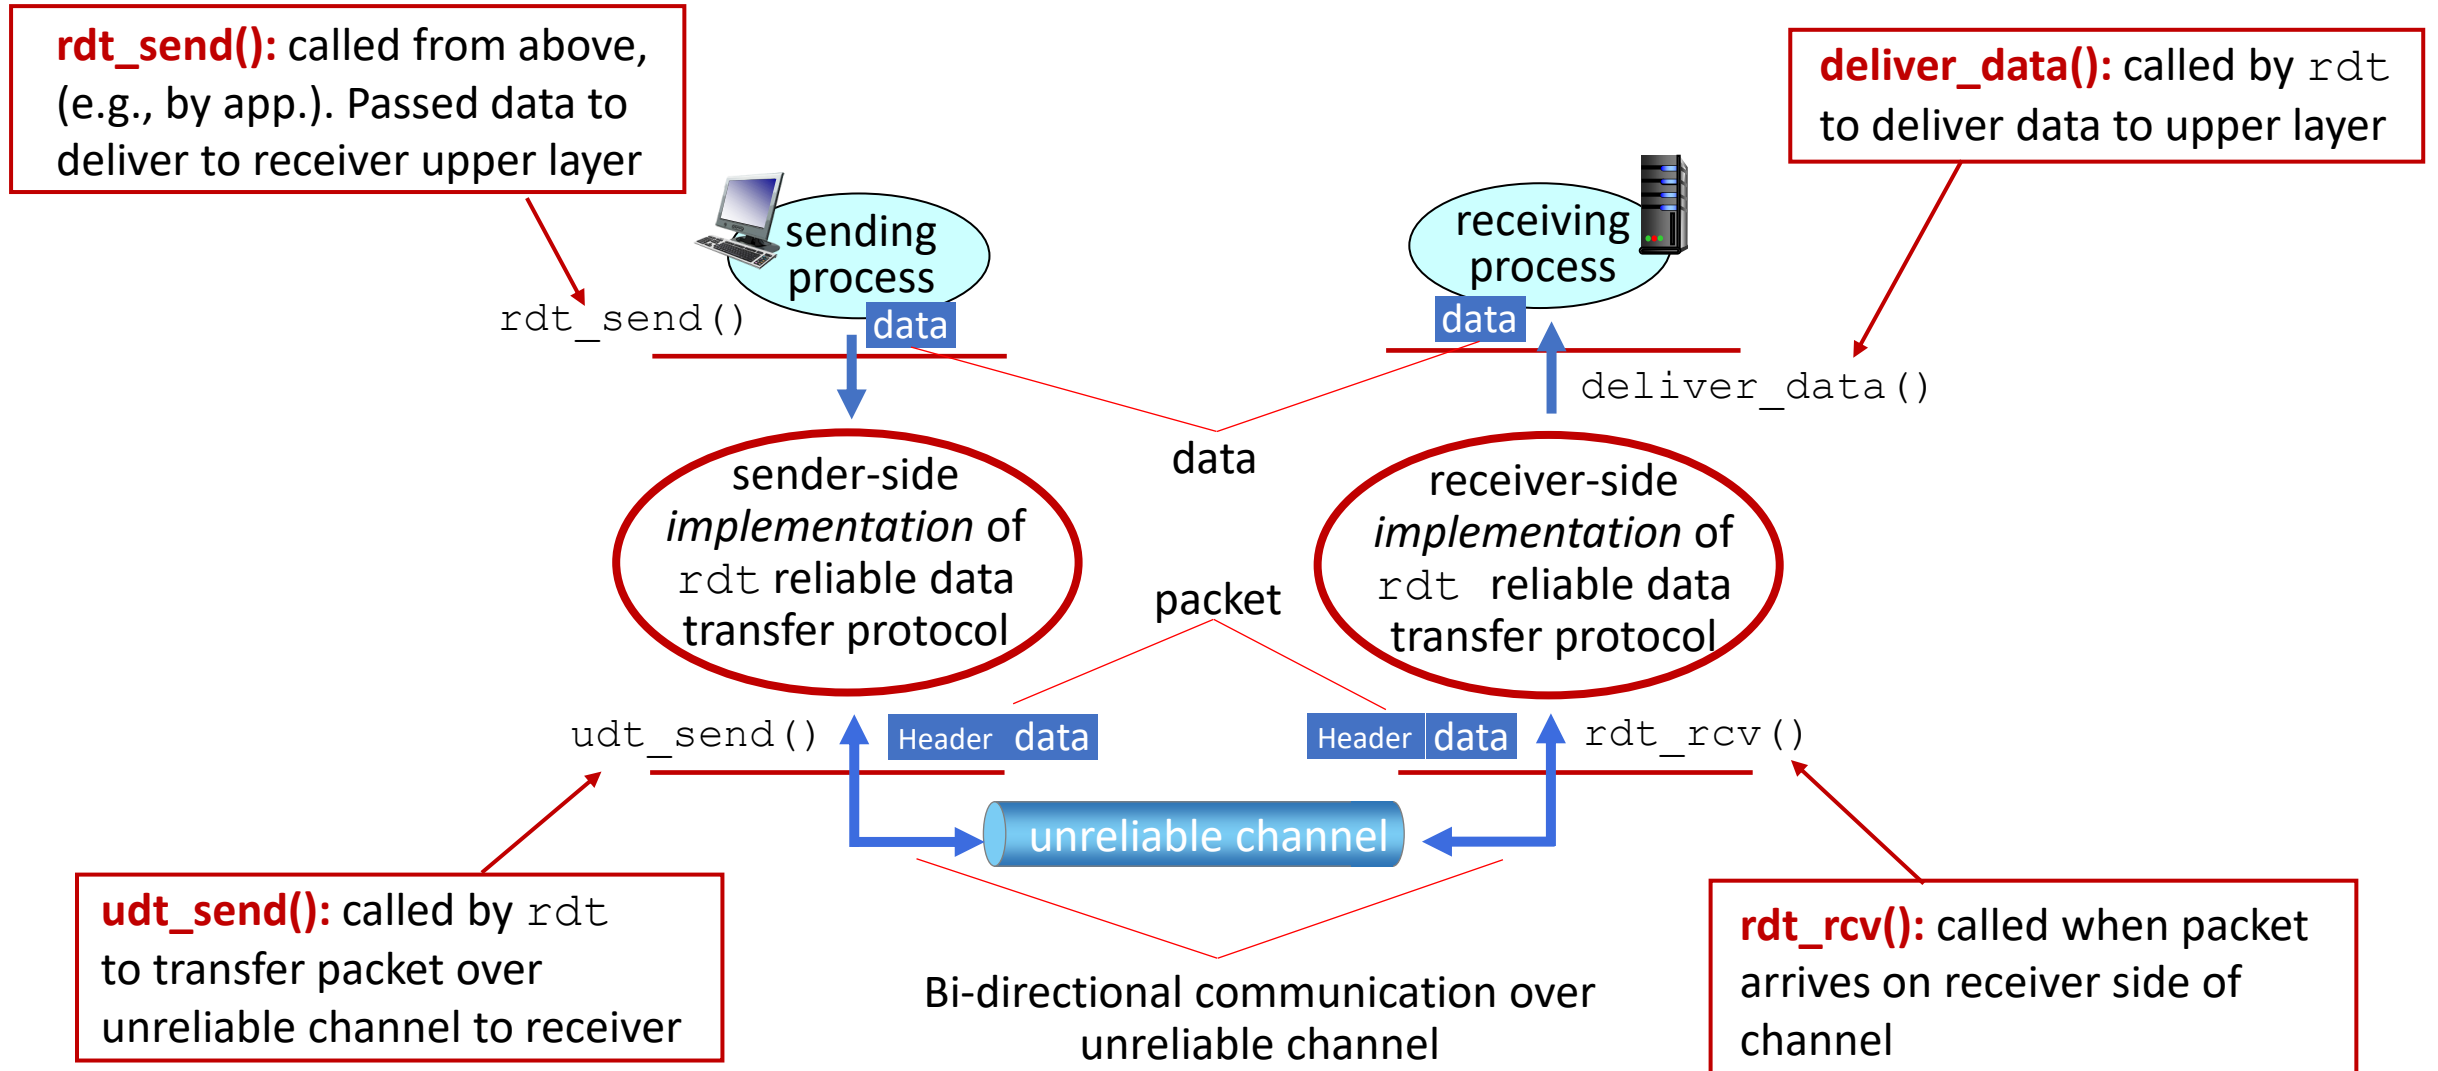 rdt_send(): called from above,
(e.g., by app.). Passed data to
deliver to receiver upper layer
deliver_data(): called by rdt
to deliver data to upper layer
sending
process
receiving
process
rdt_send()
data
data
deliver_data()
data
sender-side
implementation of
rdt reliable data
transfer protocol
receiver-side
implementation of
rdt reliable data
transfer protocol
packet
udt_send()
Header data
Header data
rdt_rcv()
unreliable channel
udt_send(): called by rdt
to transfer packet over
unreliable channel to receiver
Bi-directional communication over
unreliable channel
rdt_rcv(): called when packet
arrives on receiver side of
channel